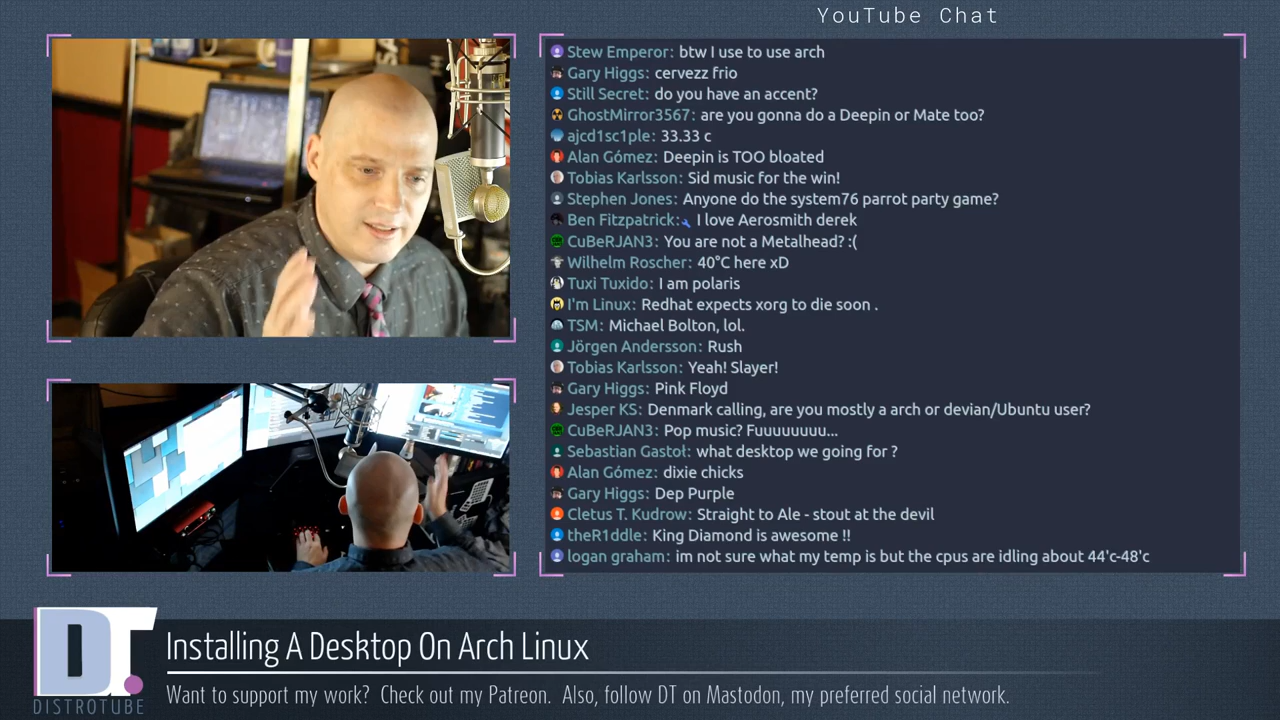 YouTube Chat
Stew Emperor: btw I use to use arch
Gary Higgs: cervezz frio
Still Secret: do you have an accent?
GhostMirror3567: are you gonna do a Deepin or Mate too?
ajcd1sc1ple: 33.33 c
Alan Gómez: Deepin is TOO bloated
Tobias Karlsson: Sid music for the win!
Stephen Jones: Anyone do the system76 parrot party game?
Ben Fitzpatrick: I love Aerosmith derek
CuBeRJAN3: You are not a Metalhead? :(
Wilhelm Roscher: 40°C here xD
Tuxi Tuxido: I am polaris
I'm Linux: Redhat expects xorg to die soon .
TSM: Michael Bolton, lol.
Jörgen Andersson: Rush
Tobias Karlsson: Yeah! Slayer!
Gary Higgs: Pink Floyd
Jesper KS: Denmark calling, are you mostly a arch or devian/Ubuntu user?
CuBeRJAN3: Pop music? Fuuuuuuuu...
Sebastian Gastoł: what desktop we going for ?
Alan Gómez: dixie chicks
Gary Higgs: Dep Purple
Cletus T. Kudrow: Straight to Ale - stout at the devil
theR1ddle: King Diamond is awesome !!
logan graham: im not sure what my temp is but the cpus are idling about 44'c-48'c
DT
DISTROTUBE
Installing A Desktop On Arch Linux
Want to support my work? Check out my Patreon. Also, follow DT on Mastodon, my preferred social network.